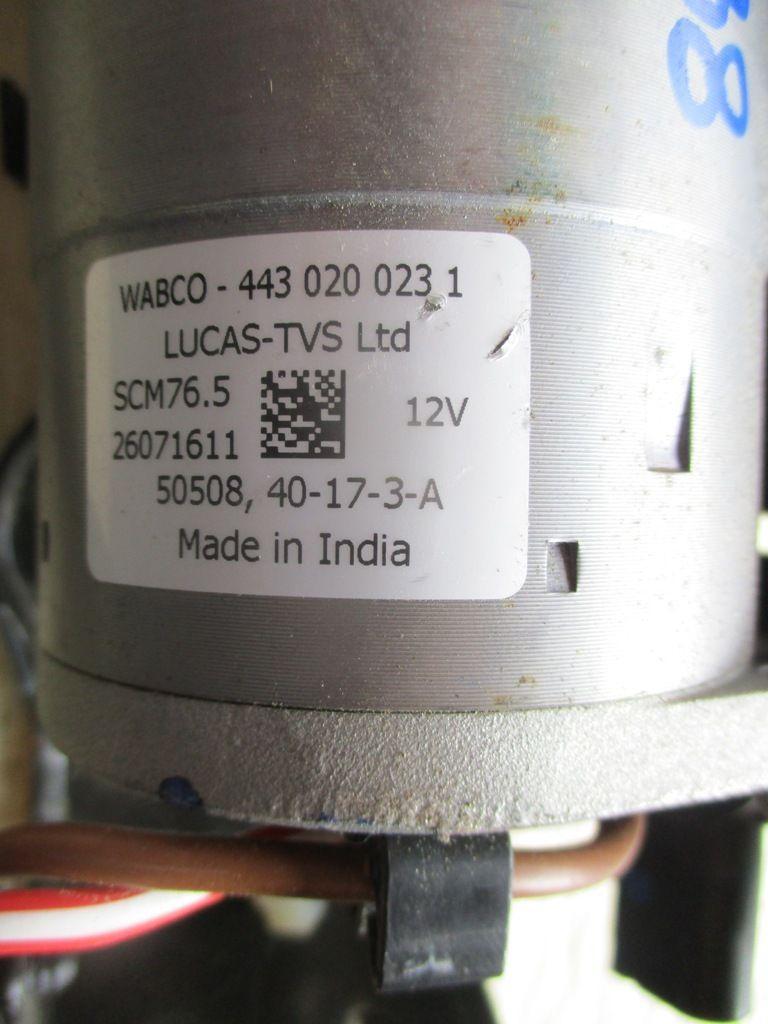 WABCO - 443 020 023 1
LUCAS-TVS Ltd
SCM76.5
12V
26071611
50508, 40-17-3-A
Made in India